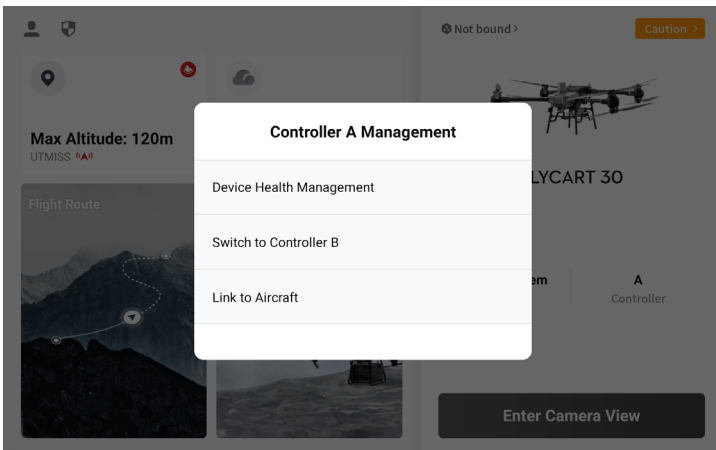 Not bound >
Caution >
Max Altitude: 120m
UTMISS
Flight Route
Controller A Management
Device Health Management
Switch to Controller B
Link to Aircraft
LYCART 30
em
A
Controller
Enter Camera View